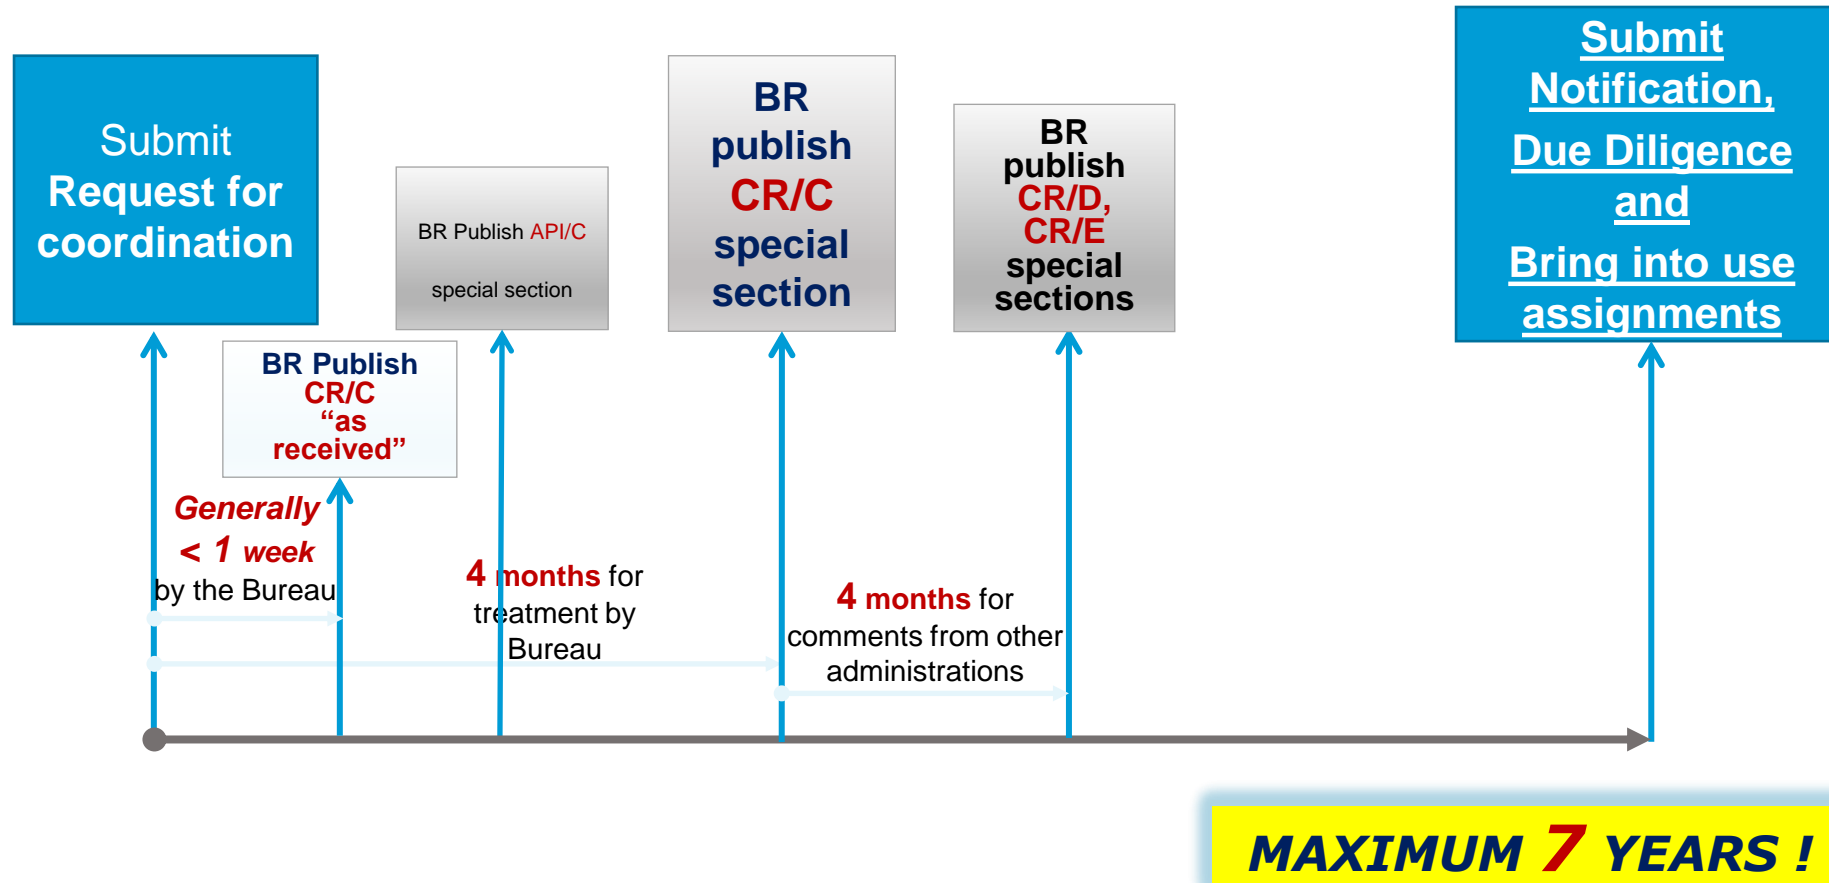 Submit
Request for
coordination
BR Publish
CR/C
“as
received”
BR Publish API/C
special section
BR
publish
CR/C
special
section
BR
publish
CR/D,
CR/E
special
sections
Submit
Notification,
Due Diligence
and
Bring into use
assignments
Generally
< 1 week
by the Bureau
4 months for
treatment by
Bureau
4 months for
comments from other
administrations
MAXIMUM 7 YEARS !